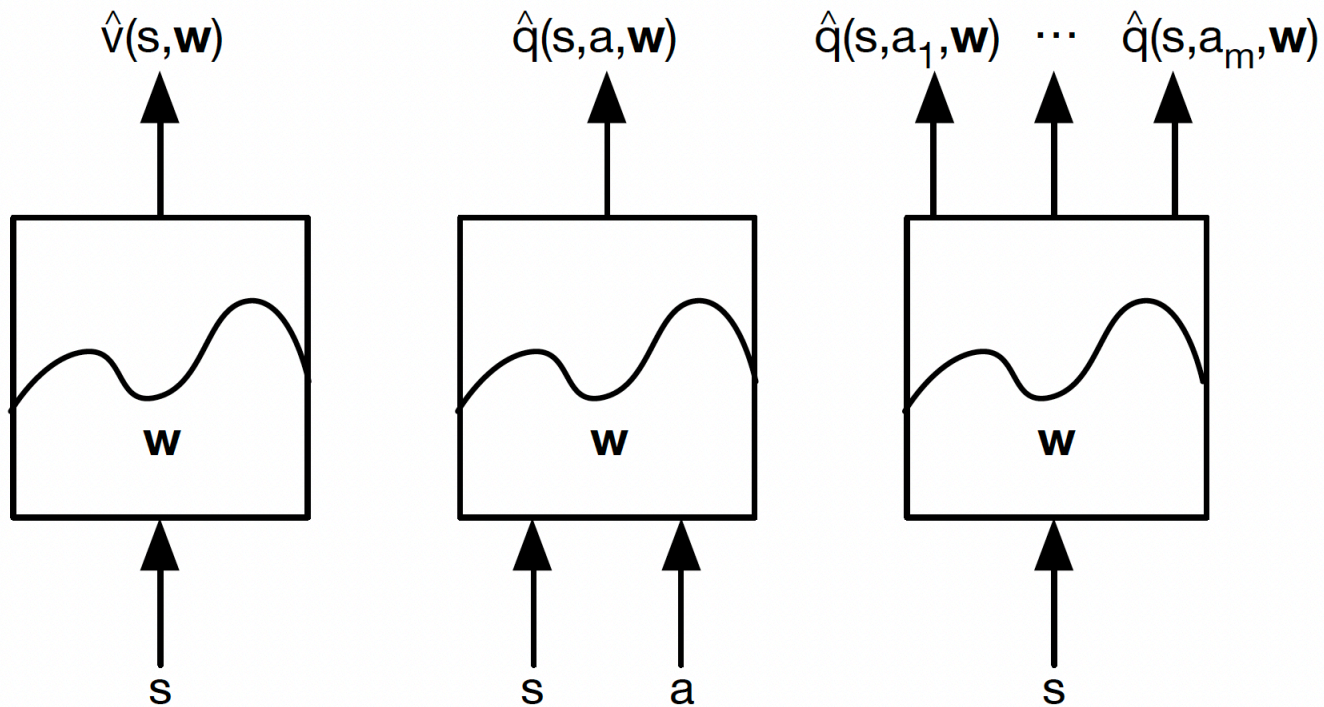 v̂(s,w) q̂(s,a,w) q̂(s,a₁,w) ⋯ q̂(s,aₘ,w)
w w w
s s a s